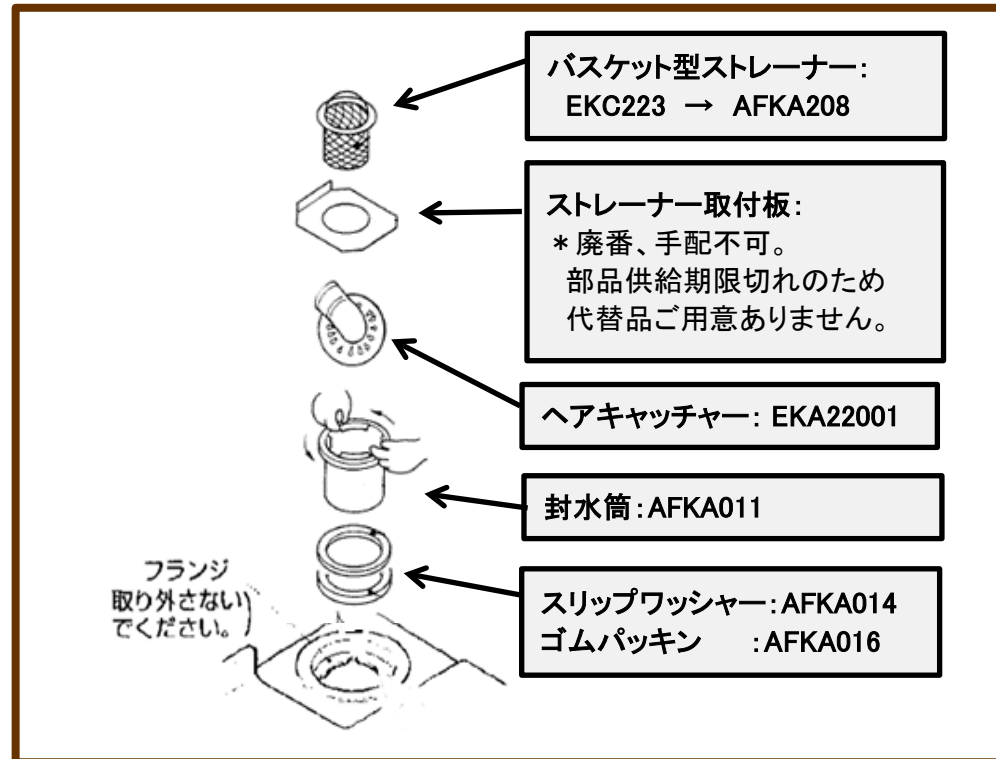 バスケット型ストレーナー：
EKC223 → AFKA208
ストレーナー取付板：
＊廃番、手配不可。
部品供給期限切れのため
代替品ご用意ありません。
ヘアキャッチャー： EKA22001
封水筒：AFKA011
スリップワッシャー：AFKA014
ゴムパッキン　：AFKA016
フランジ
取り外さない
でください。